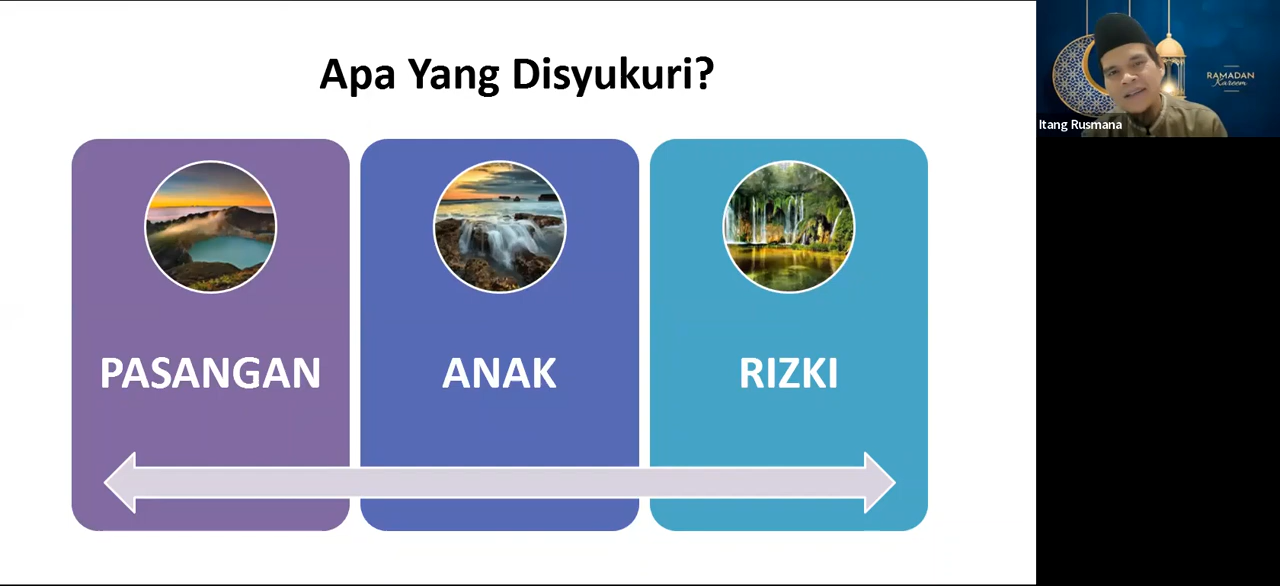 Apa Yang Disyukuri?
PASANGAN
ANAK
RIZKI
RAMADAN
Kareem
Itang Rusmana